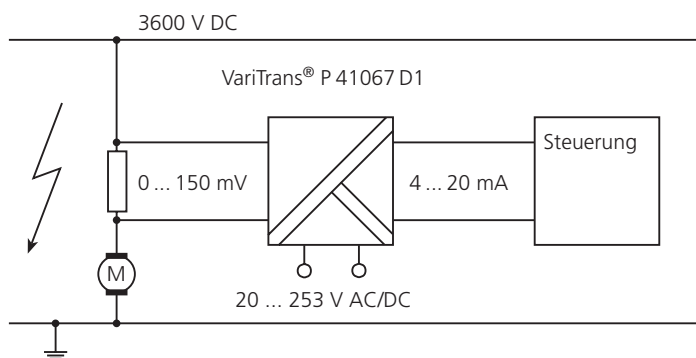 3600 V DC
VariTrans® P 41067 D1
0 ... 150 mV
4 ... 20 mA
Steuerung
M
20 ... 253 V AC/DC